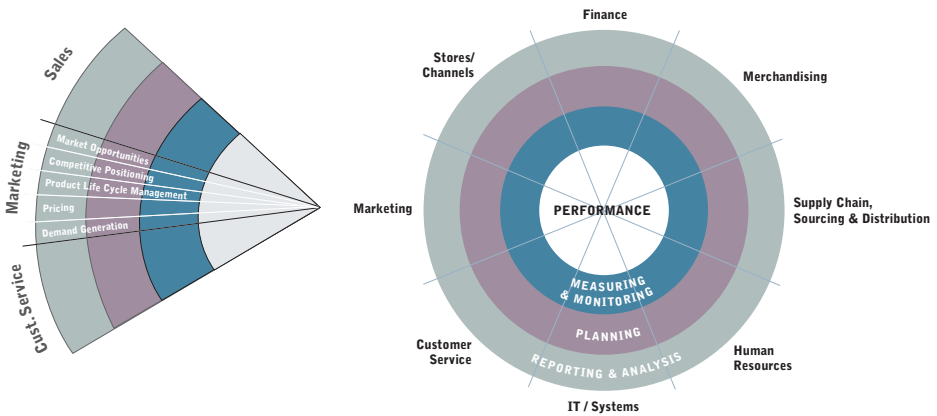 Sales
Marketing
Cust. Service
Market Opportunities
Competitive Positioning
Product Life Cycle Management
Pricing
Demand Generation
Finance
Stores/
Channels
Merchandising
Marketing
PERFORMANCE
Supply Chain,
Sourcing & Distribution
MEASURING
& MONITORING
PLANNING
REPORTING & ANALYSIS
Customer
Service
Human
Resources
IT / Systems